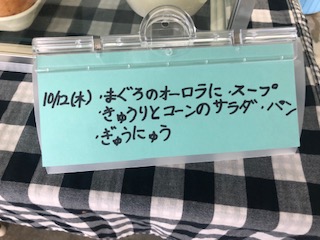 10/12(木)・まぐろのオーロラに・スープ
・きゅうりとコーンのサラダ・パン
・ぎゅうにゅう